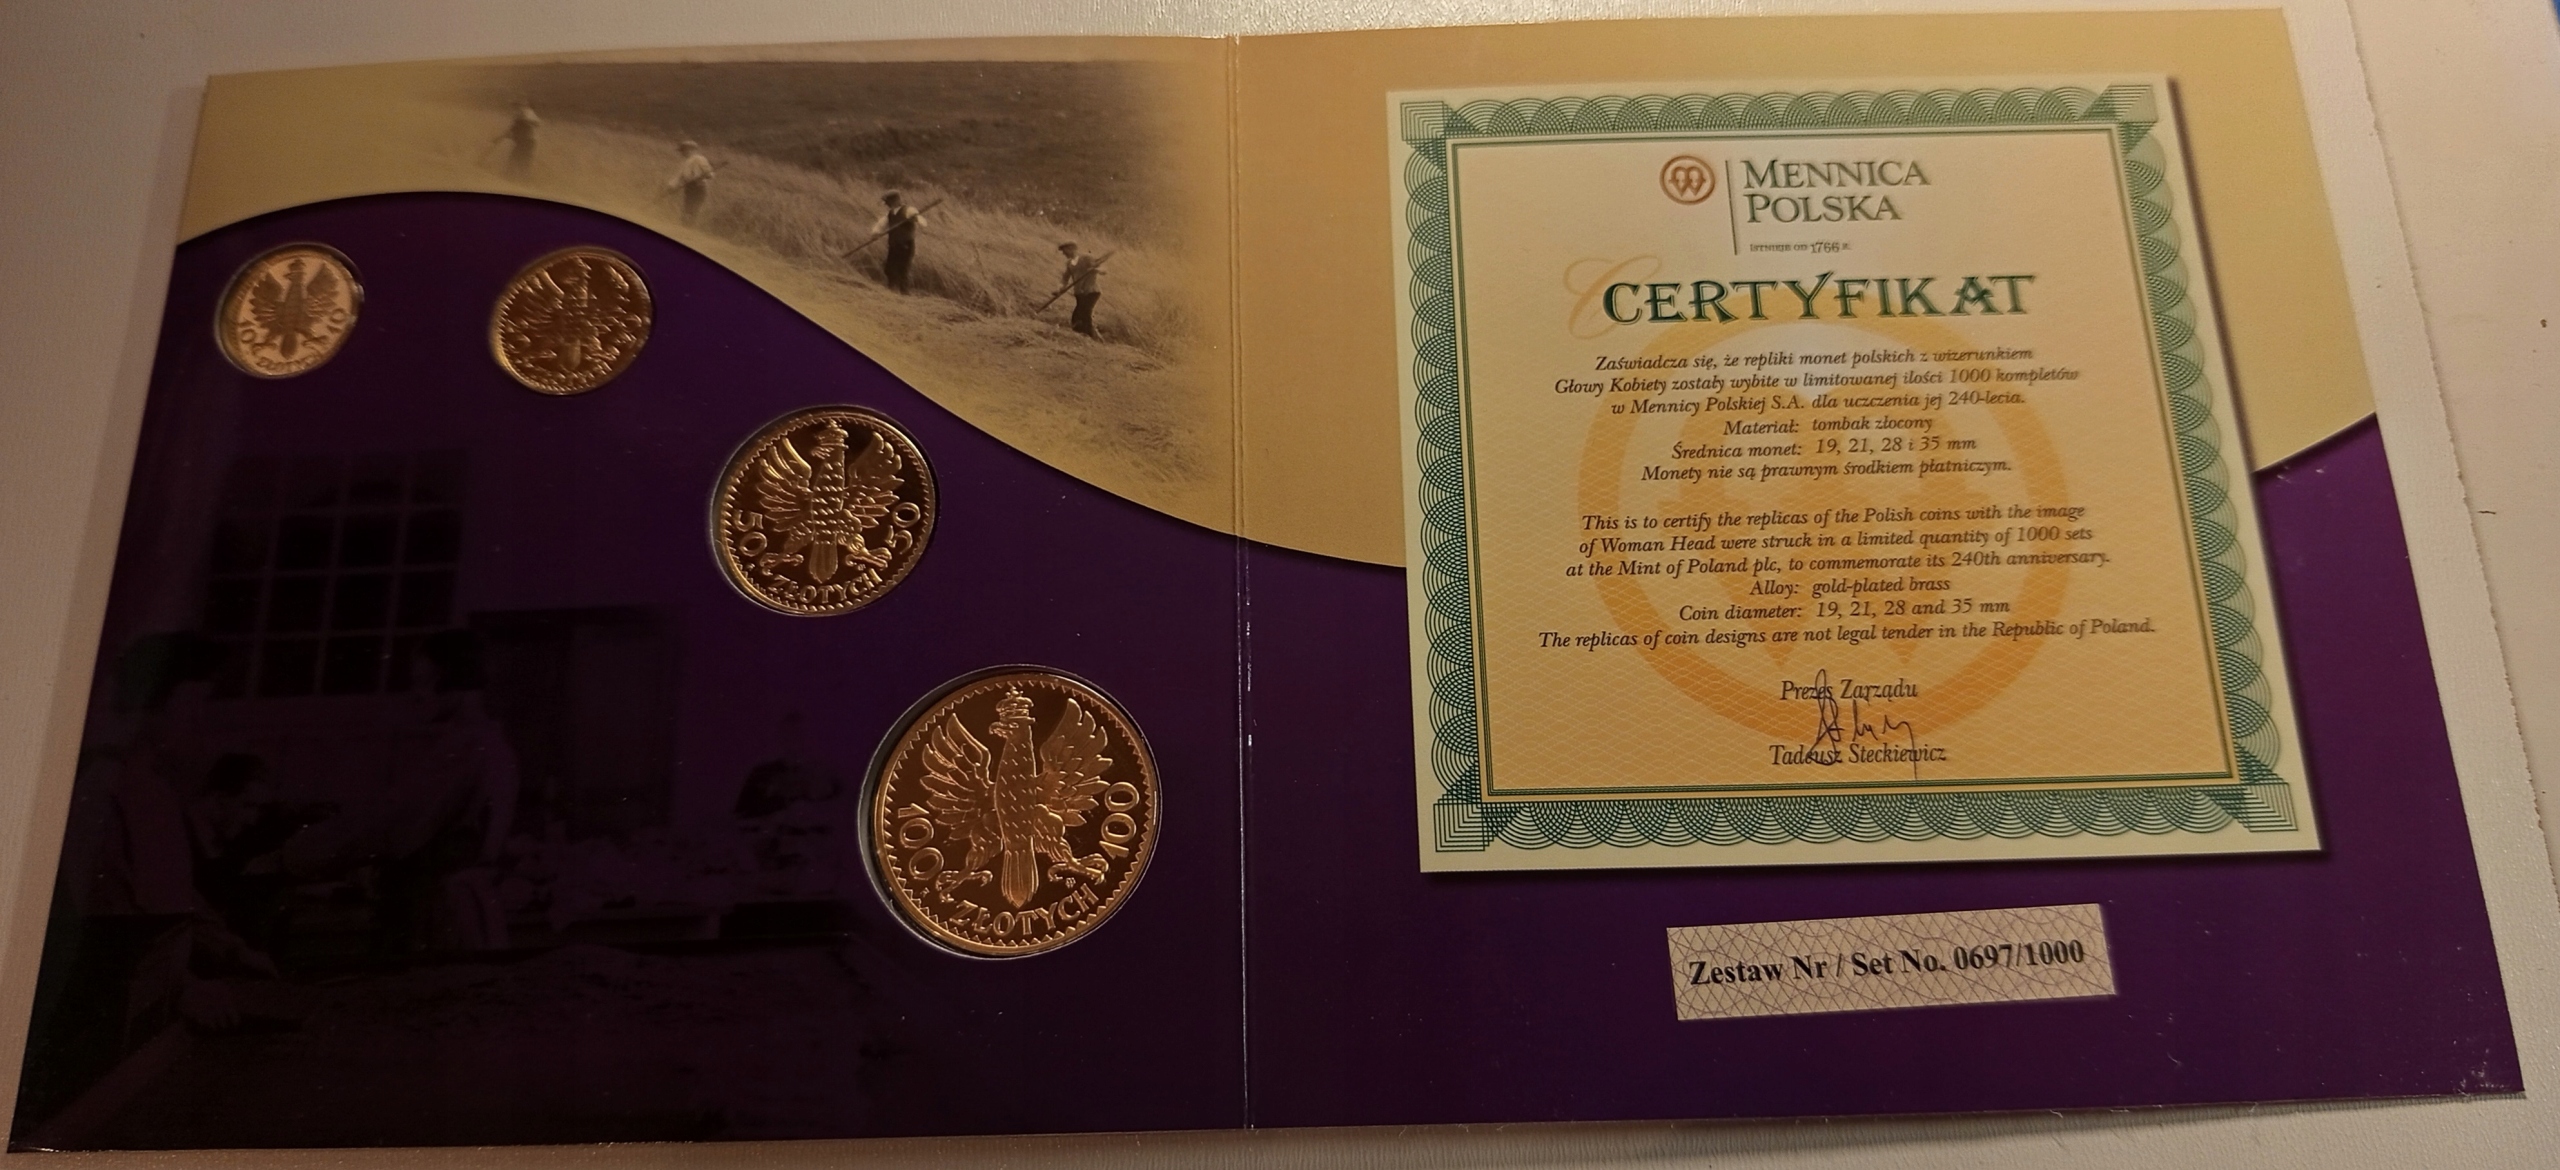 10 10
ZŁOTYCH
50 50
ZŁOTYCH
100 100
ZŁOTYCH
MENNICA
POLSKA
ISTNIEJE OD 1766 R.
CERTYFIKAT
Zaświadcza się, że repliki monet polskich z wizerunkiem
Głowy Kobiety zostały wybite w limitowanej ilości 1000 kompletów
w Mennicy Polskiej S.A. dla uczczenia jej 240-lecia.
Materiał: tombak złocony
Średnica monet: 19, 21, 28 i 35 mm
Monety nie są prawnym środkiem płatniczym.
This is to certify the replicas of the Polish coins with the image
of Woman Head were struck in a limited quantity of 1000 sets
at the Mint of Poland plc, to commemorate its 240th anniversary.
Alloy: gold-plated brass
Coin diameter: 19, 21, 28 and 35 mm
The replicas of coin designs are not legal tender in the Republic of Poland.
Prezes Zarządu
Tadeusz Steckiewicz
Zestaw Nr / Set No. 0697/1000